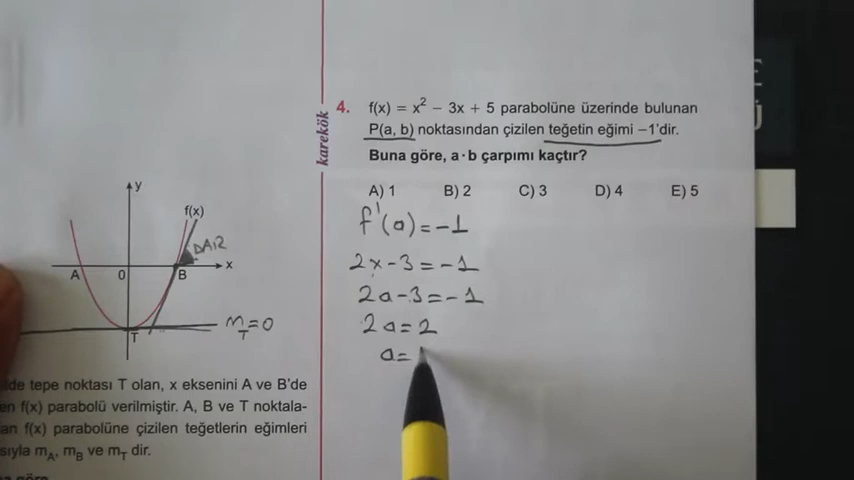 karekök
4. f(x) = x² − 3x + 5 parabolüne üzerinde bulunan
P(a, b) noktasından çizilen teğetin eğimi −1'dir.
Buna göre, a·b çarpımı kaçtır?
A) 1 B) 2 C) 3 D) 4 E) 5
f'(a)=-1
2x-3=-1
2a-3=-1
2a=2
a=
y
f(x)
DAR
A 0 B x
T
m_T=0
de tepe noktası T olan, x eksenini A ve B'de
en f(x) parabolü verilmiştir. A, B ve T noktala-
an f(x) parabolüne çizilen teğetlerin eğimleri
sıyla m_A, m_B ve m_T dir.